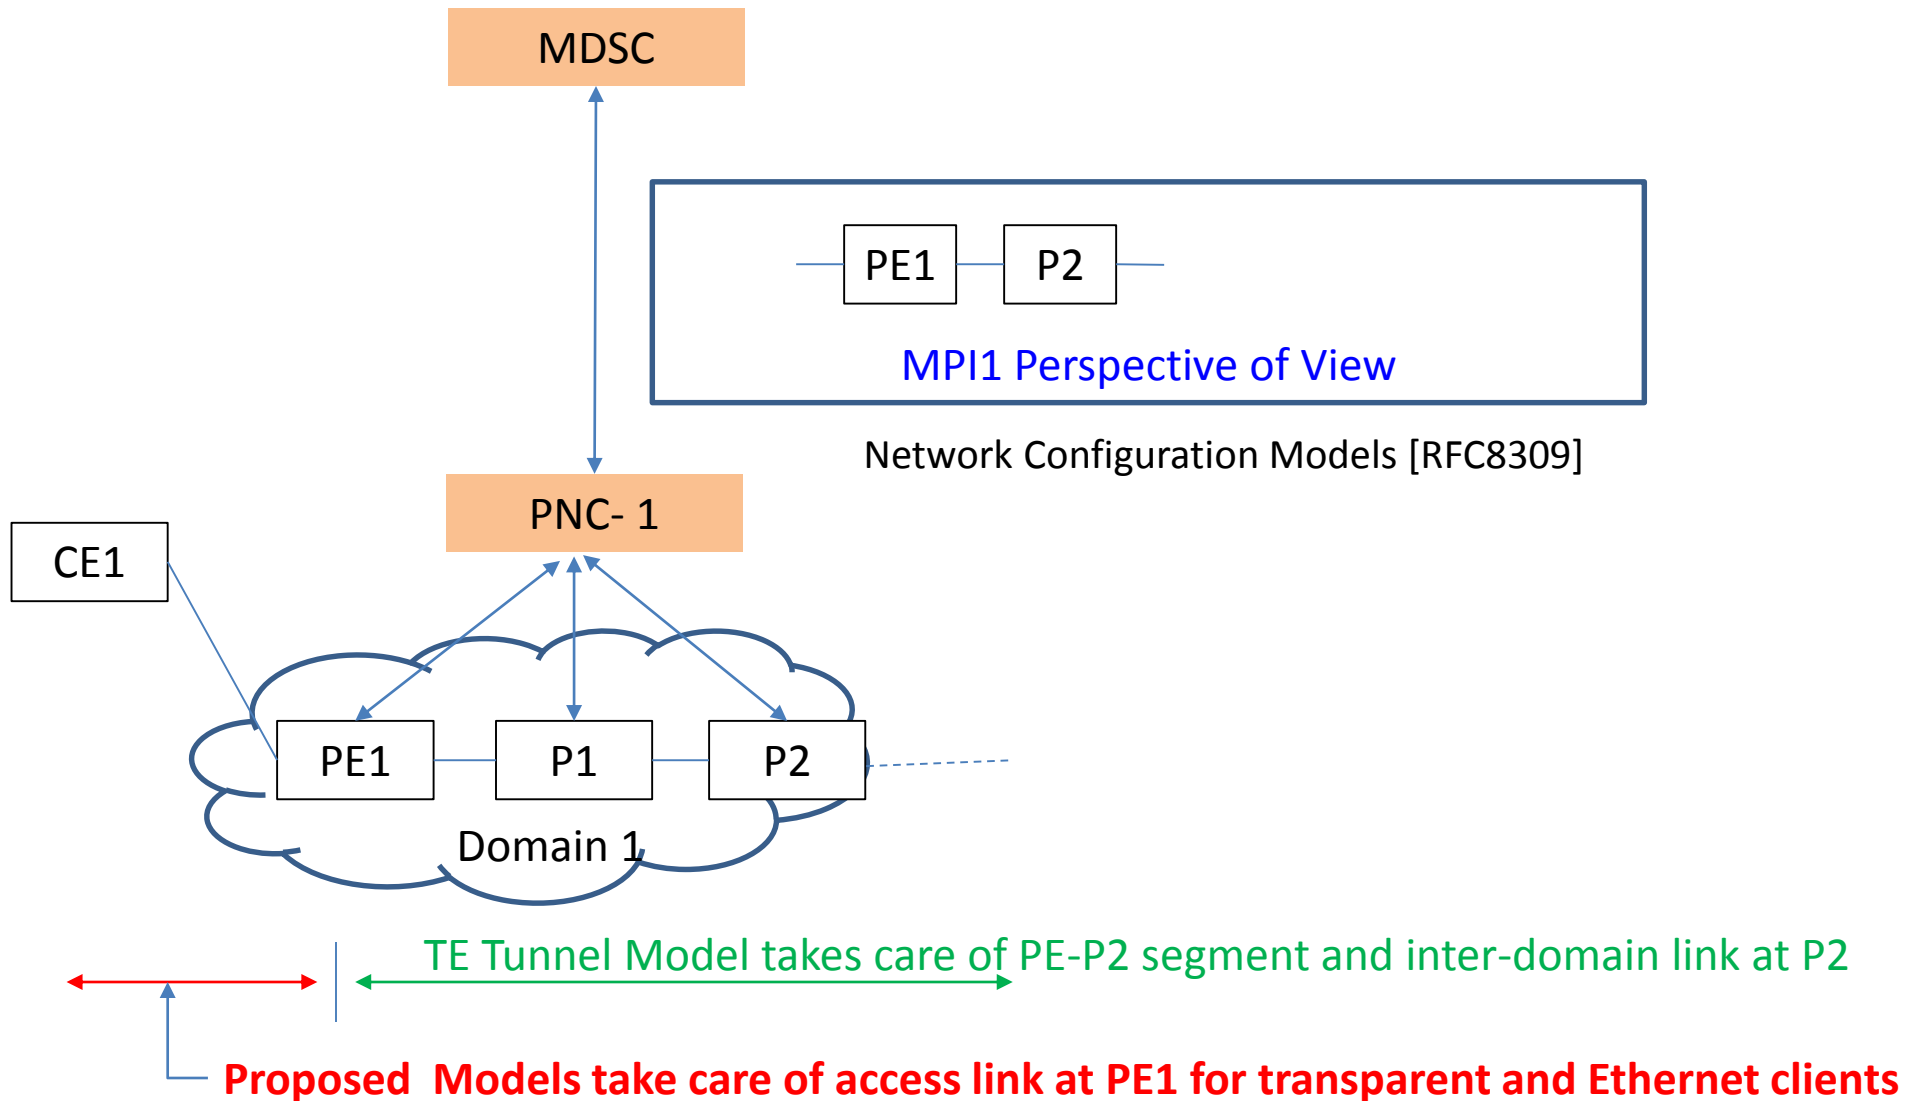 MDSC
PE1
P2
MPI1 Perspective of View
Network Configuration Models [RFC8309]
PNC- 1
CE1
PE1
P1
P2
Domain 1
TE Tunnel Model takes care of PE-P2 segment and inter-domain link at P2
Proposed  Models take care of access link at PE1 for transparent and Ethernet clients